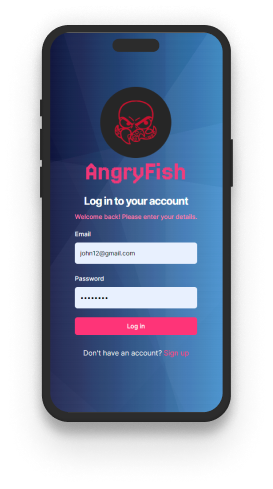 AngryFish
Log in to your account
Welcome back! Please enter your details.
Email
john12@gmail.com
Password
••••••••
Log in
Don't have an account? Sign up